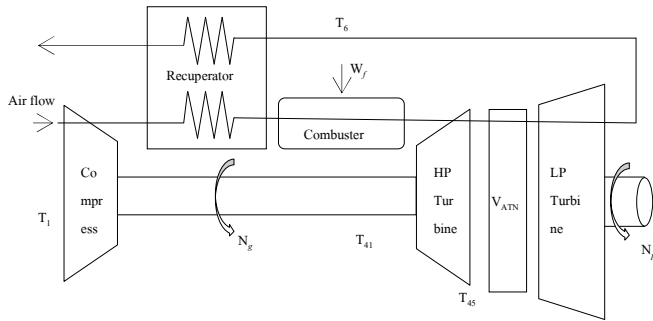 T6
Recuperator
Wf
Air flow
Combuster
Co
mpr
ess
HP
Tur
bine
VATN
LP
Turbi
ne
T1
Ng
T41
Nl
T45